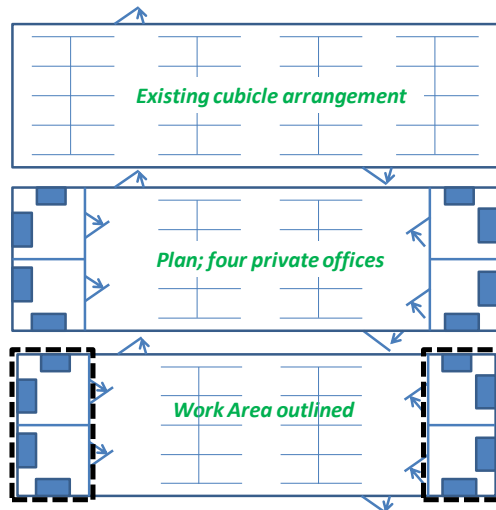 Existing cubicle arrangement
Plan; four private offices
Work Area outlined